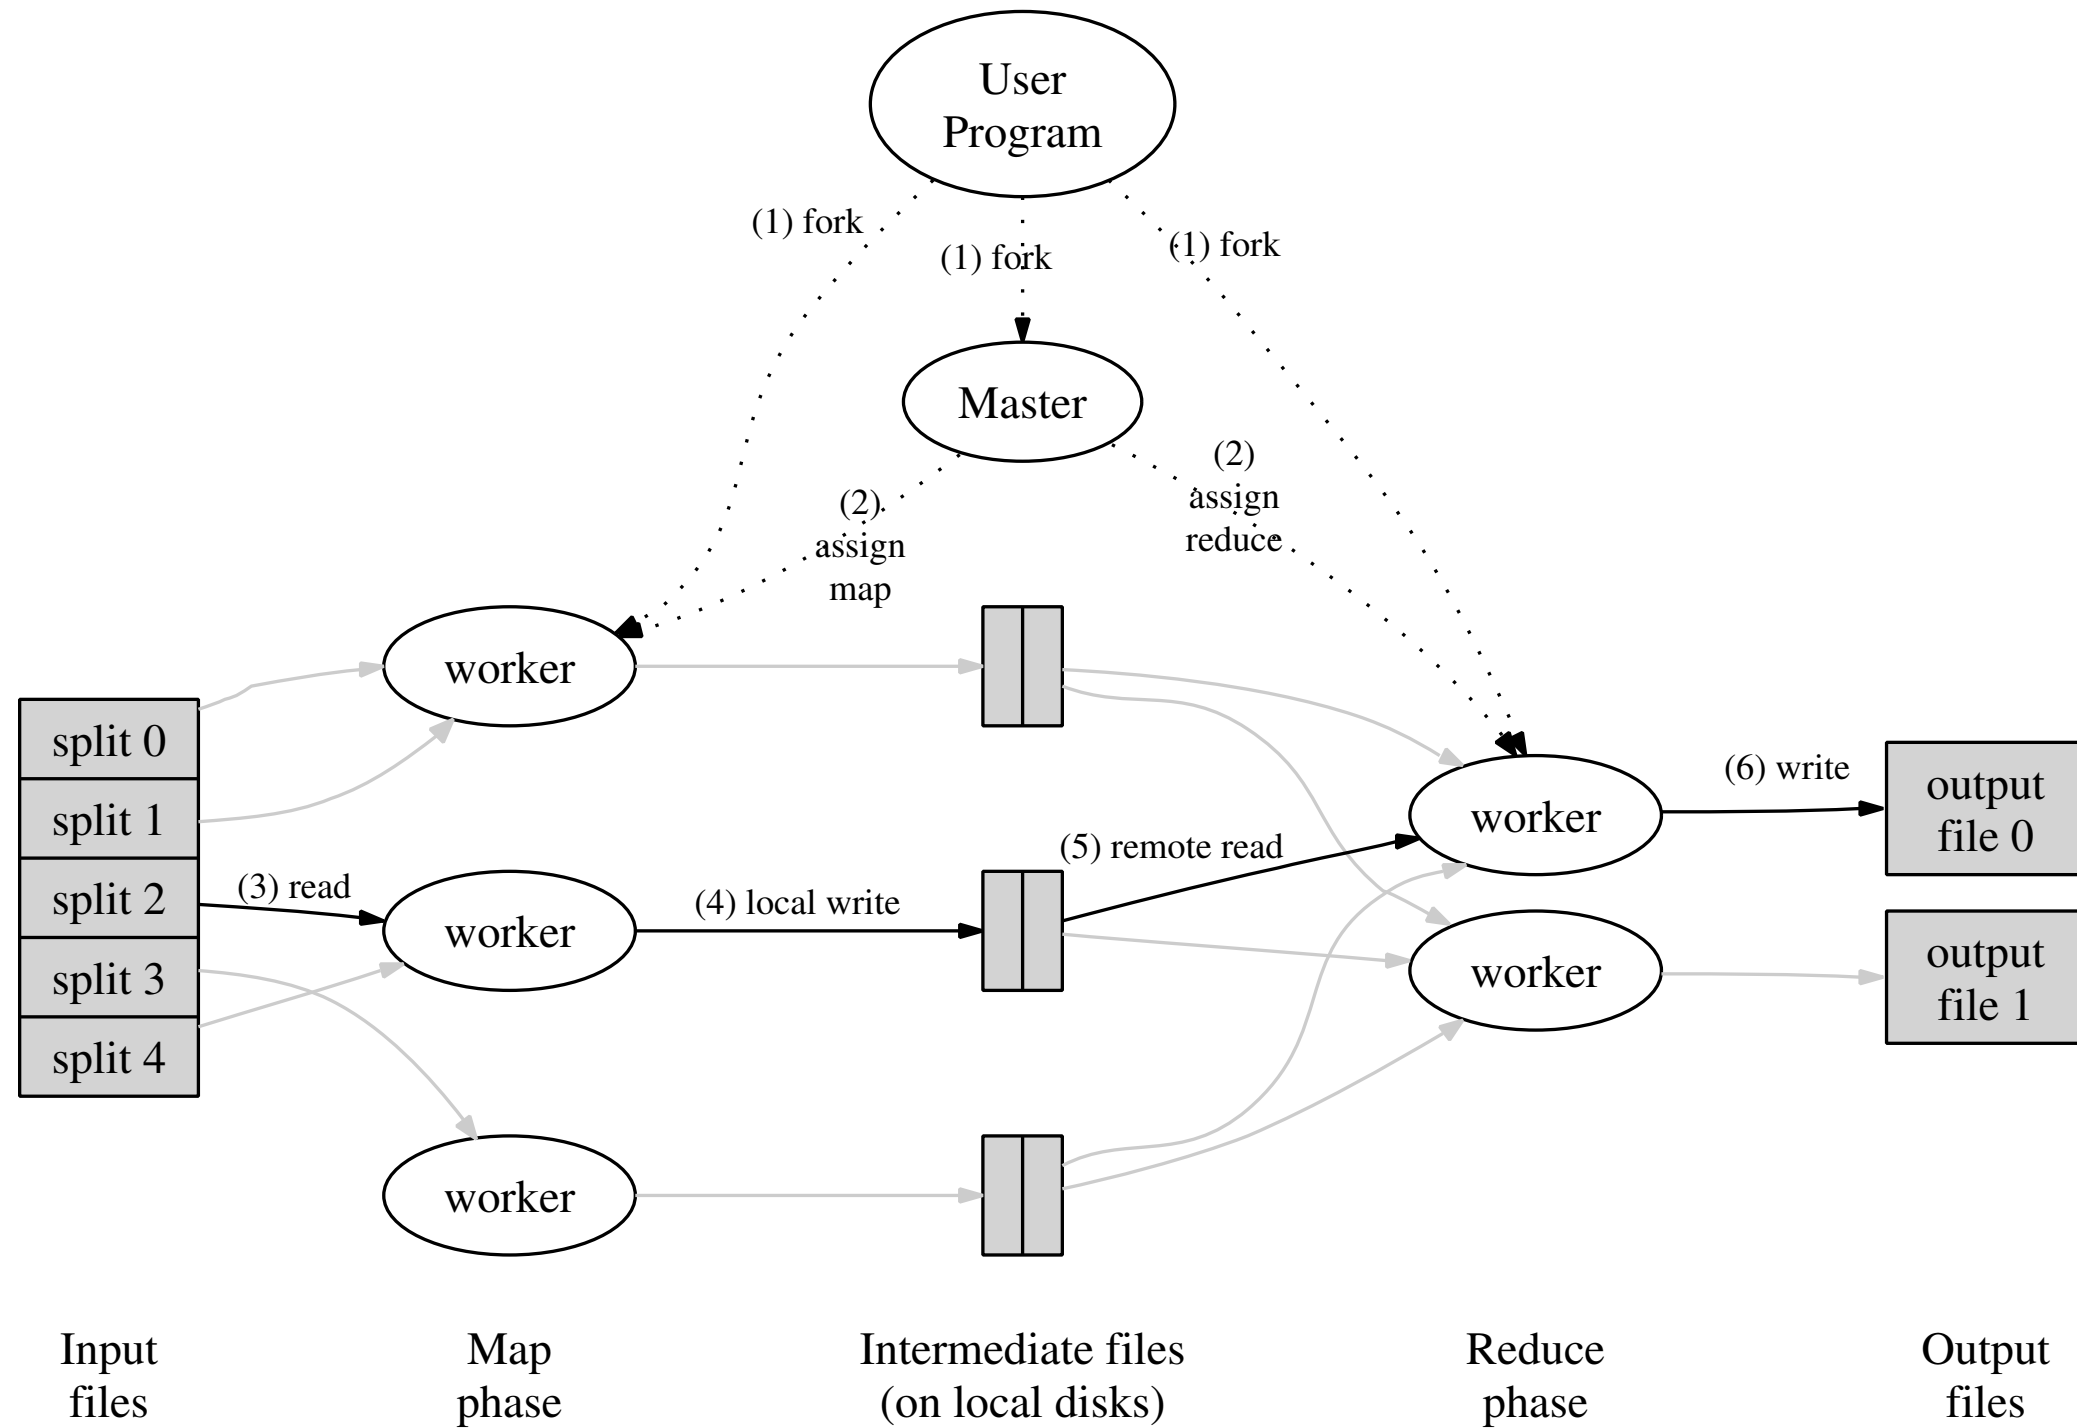 User
Program
(1) fork
(1) fork
(1) fork
Master
(2)
assign
map
(2)
assign
reduce
worker
split 0
split 1
split 2
split 3
split 4
(3) read
worker
(4) local write
(5) remote read
worker
(6) write
output
file 0
worker
output
file 1
worker
Input
files
Map
phase
Intermediate files
(on local disks)
Reduce
phase
Output
files